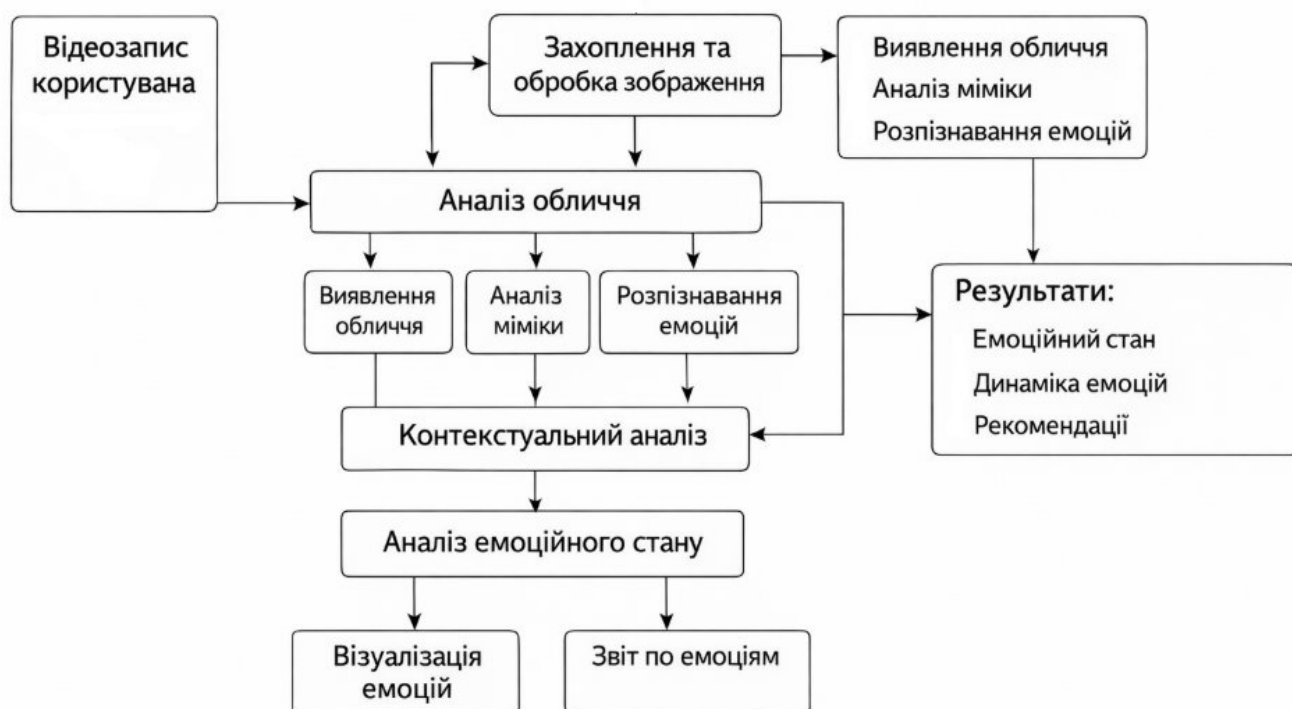 Відеозапис
користувана
Захоплення та
обробка зображення
Виявлення обличчя
Аналіз міміки
Розпізнавання емоцій
Аналіз обличчя
Виявлення
обличчя
Аналіз
міміки
Розпізнавання
емоцій
Результати:
Емоційний стан
Динаміка емоцій
Рекомендації
Контекстуальний аналіз
Аналіз емоційного стану
Візуалізація
емоцій
Звіт по емоціям